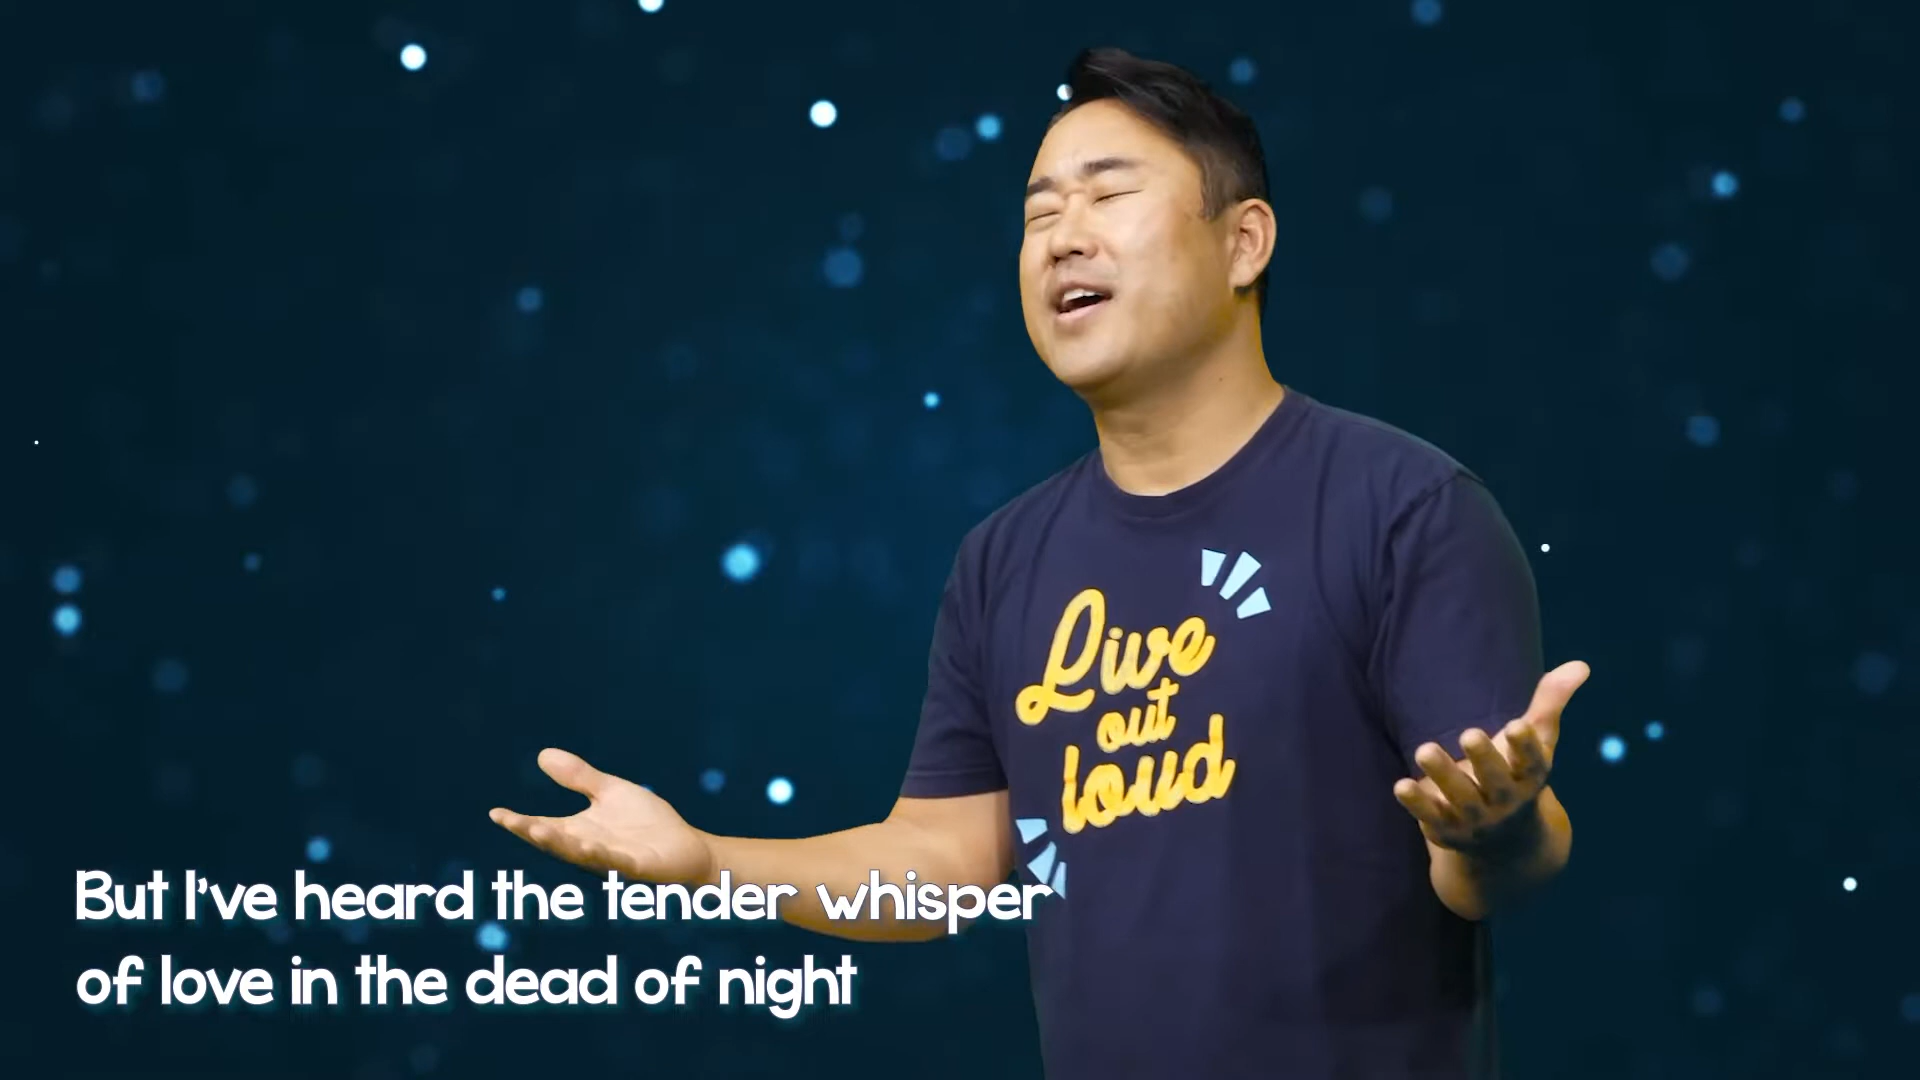 Live
out
loud
But I've heard the tender whisper
of love in the dead of night